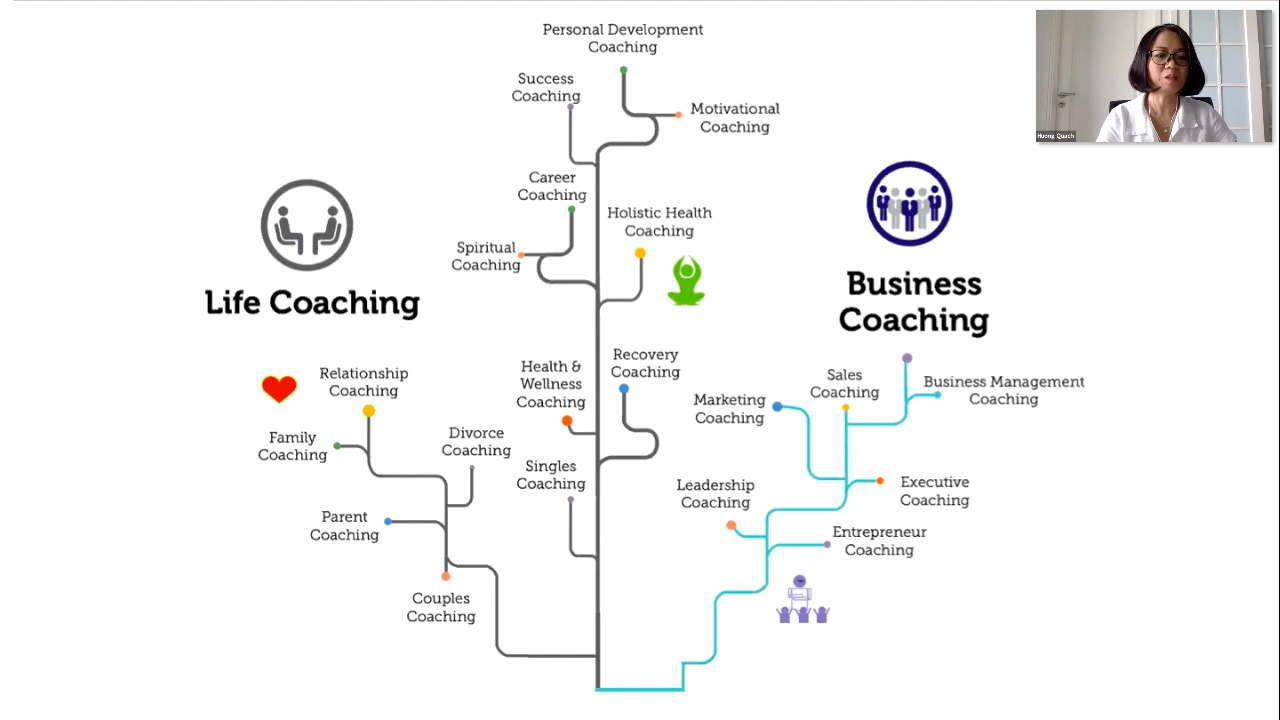 Personal Development
Coaching
Success
Coaching
Motivational
Coaching
Career
Coaching
Holistic Health
Coaching
Spiritual
Coaching
Life Coaching
Business
Coaching
Relationship
Coaching
Family
Coaching
Divorce
Coaching
Parent
Coaching
Couples
Coaching
Health &
Wellness
Coaching
Recovery
Coaching
Singles
Coaching
Marketing
Coaching
Sales
Coaching
Business Management
Coaching
Leadership
Coaching
Executive
Coaching
Entrepreneur
Coaching
Huong Quach